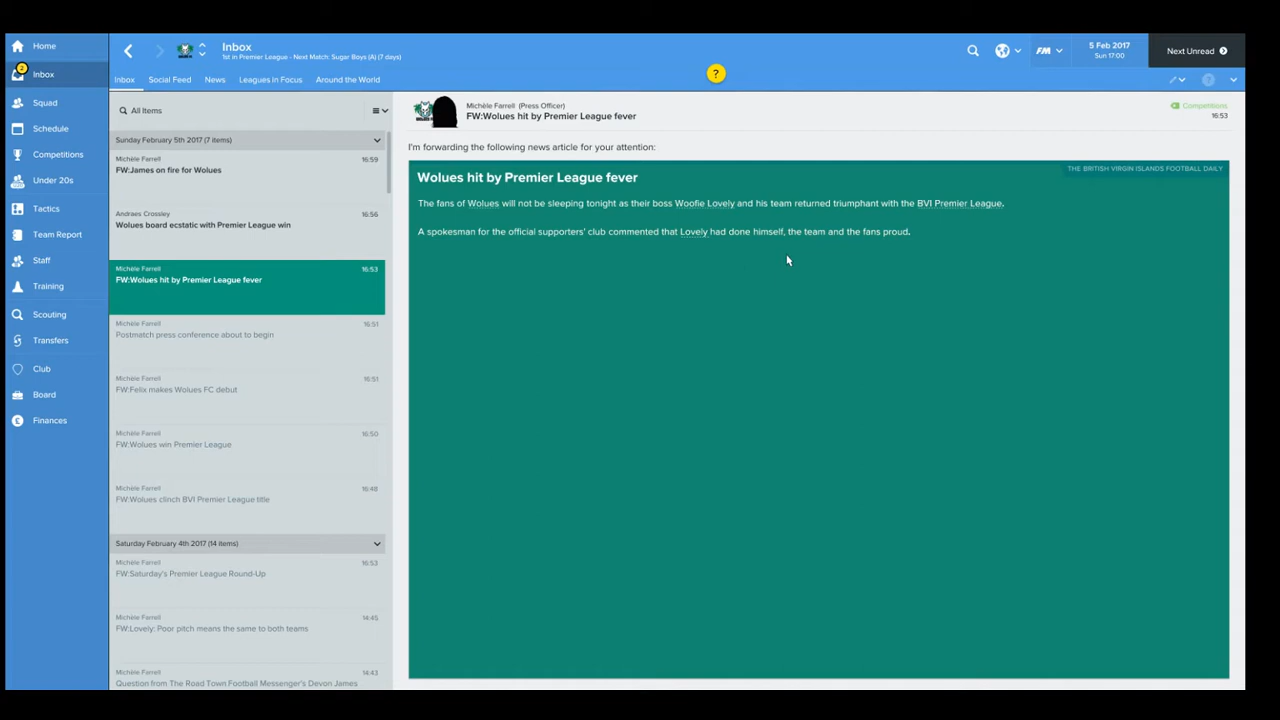 Home
2
Inbox
Squad
Schedule
Competitions
Under 20s
Tactics
Team Report
Staff
Training
Scouting
Transfers
Club
Board
Finances
Inbox
1st in Premier League - Next Match: Sugar Boys (A) (7 days)
FM
5 Feb 2017
Sun 17:00
Next Unread
Inbox Social Feed News Leagues in Focus Around the World
?
?
All Items
Sunday February 5th 2017 (7 items)
Michèle Farrell 16:59
FW:James on fire for Wolues
Andraes Crossley 16:56
Wolues board ecstatic with Premier League win
Michèle Farrell 16:53
FW:Wolues hit by Premier League fever
Michèle Farrell 16:51
Postmatch press conference about to begin
Michèle Farrell 16:51
FW:Felix makes Wolues FC debut
Michèle Farrell 16:50
FW:Wolues win Premier League
Michèle Farrell 16:48
FW:Wolues clinch BVI Premier League title
Saturday February 4th 2017 (14 items)
Michèle Farrell 16:53
FW:Saturday's Premier League Round-Up
Michèle Farrell 14:45
FW:Lovely: Poor pitch means the same to both teams
Michèle Farrell 14:43
Question from The Road Town Football Messenger's Devon James
Michèle Farrell (Press Officer)
FW:Wolues hit by Premier League fever
Competitions
16:53
I'm forwarding the following news article for your attention:
THE BRITISH VIRGIN ISLANDS FOOTBALL DAILY
Wolues hit by Premier League fever
The fans of Wolues will not be sleeping tonight as their boss Woofie Lovely and his team returned triumphant with the BVI Premier League.
A spokesman for the official supporters' club commented that Lovely had done himself, the team and the fans proud.